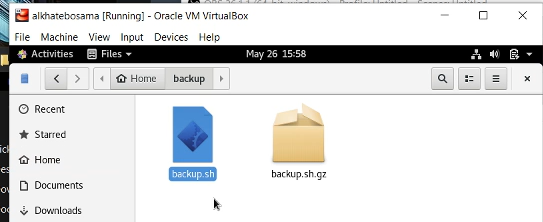 alkhatebosama [Running] - Oracle VM VirtualBox
File Machine View Input Devices Help
Activities Files May 26 15:58
Home backup
Recent
Starred
Home
Documents
Downloads
backup.sh
backup.sh.gz